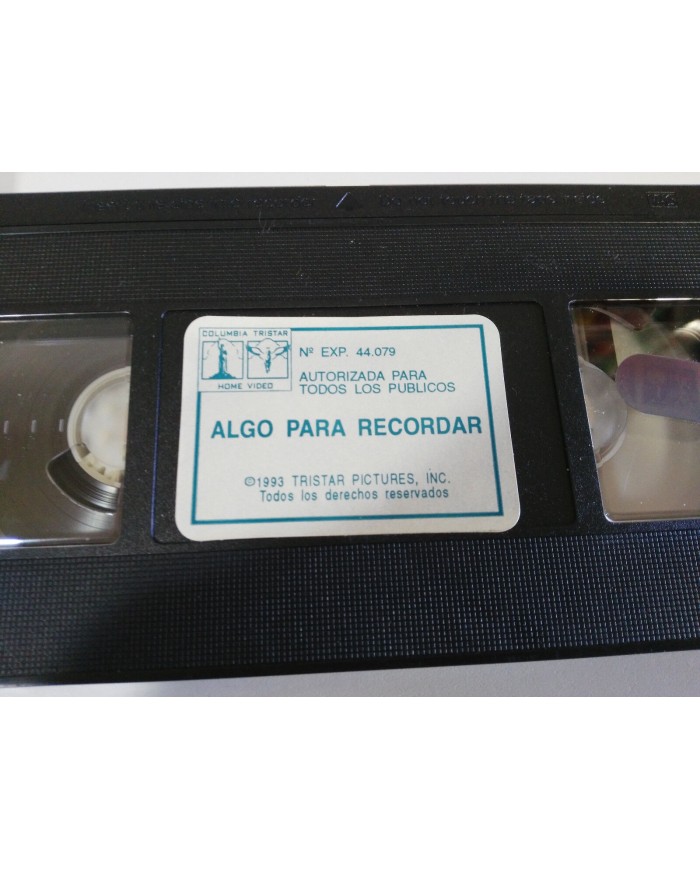 COLUMBIA TRISTAR
HOME VIDEO
Nº EXP. 44.079
AUTORIZADA PARA
TODOS LOS PUBLICOS
ALGO PARA RECORDAR
©1993 TRISTAR PICTURES, INC.
Todos los derechos reservados